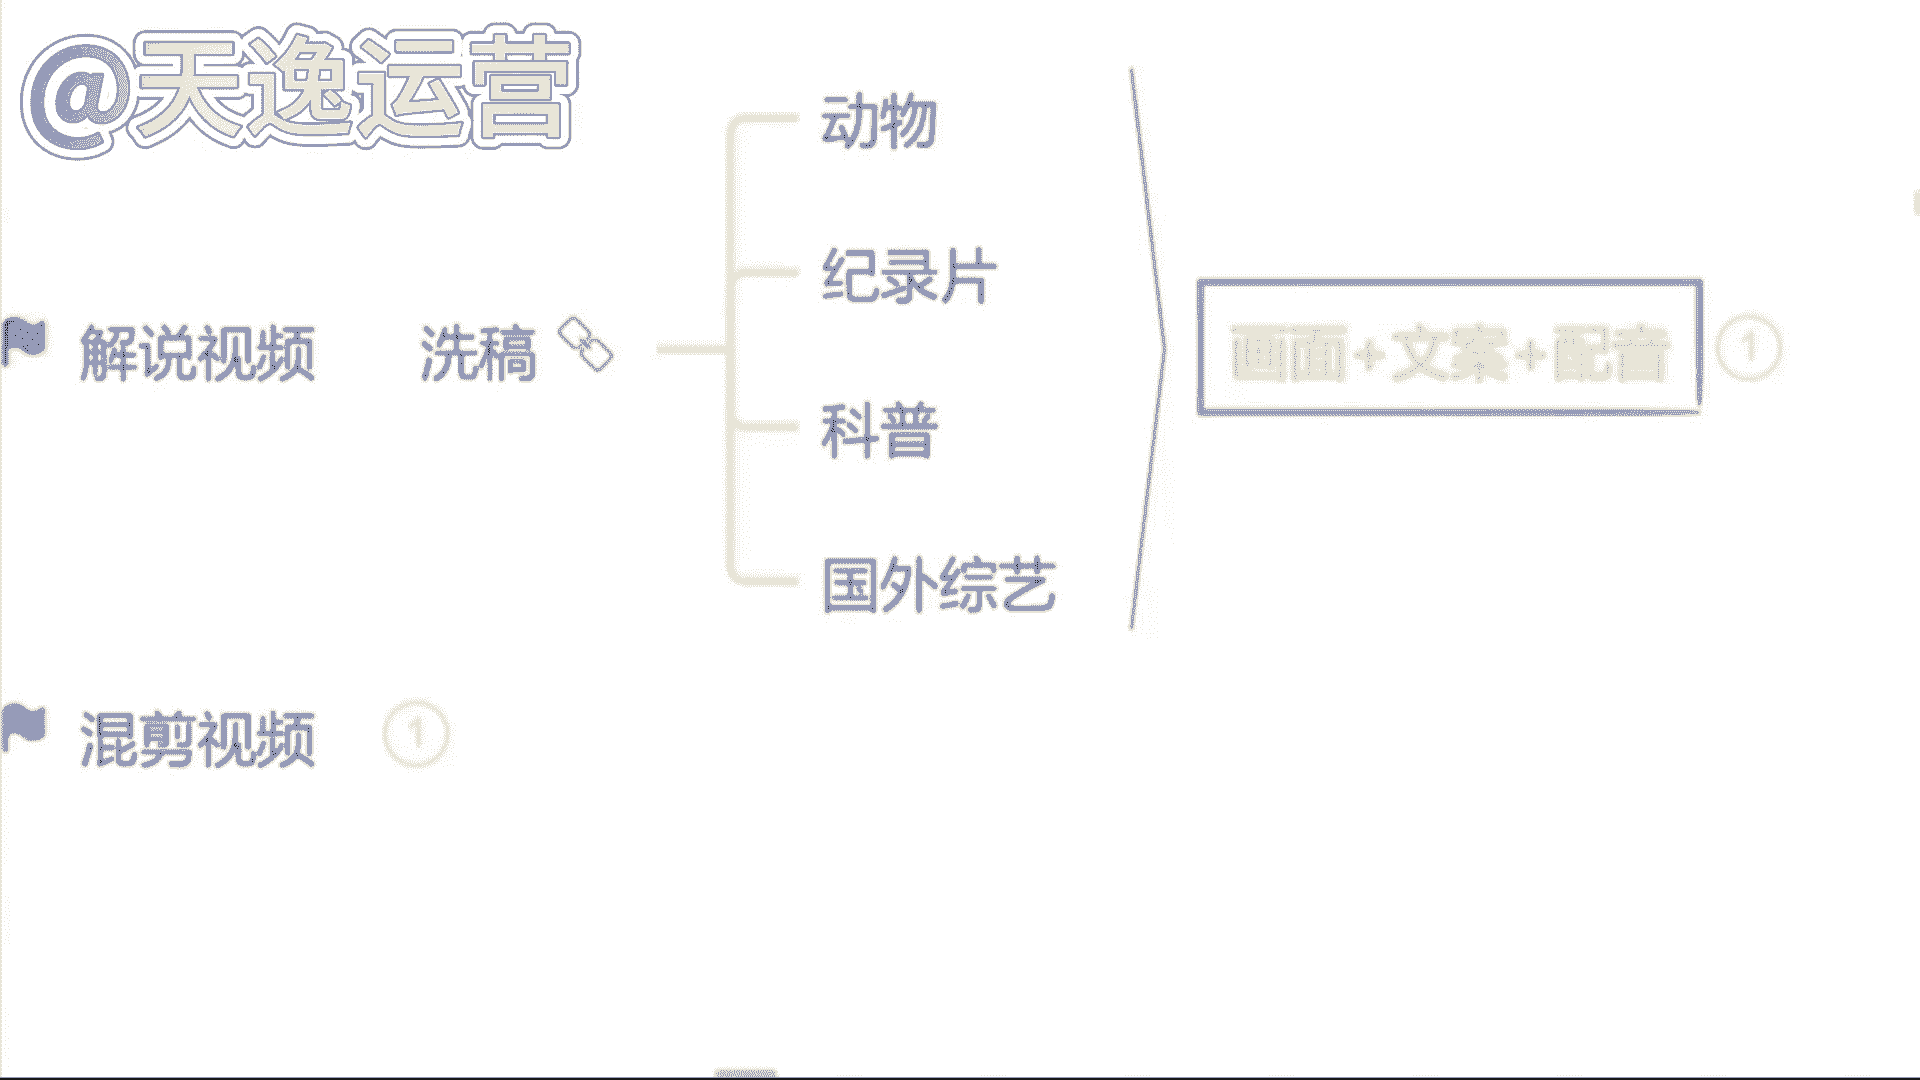 @天逸运营
动物
纪录片
解说视频 洗稿
画面+文案+配音 1
科普
国外综艺
混剪视频 1